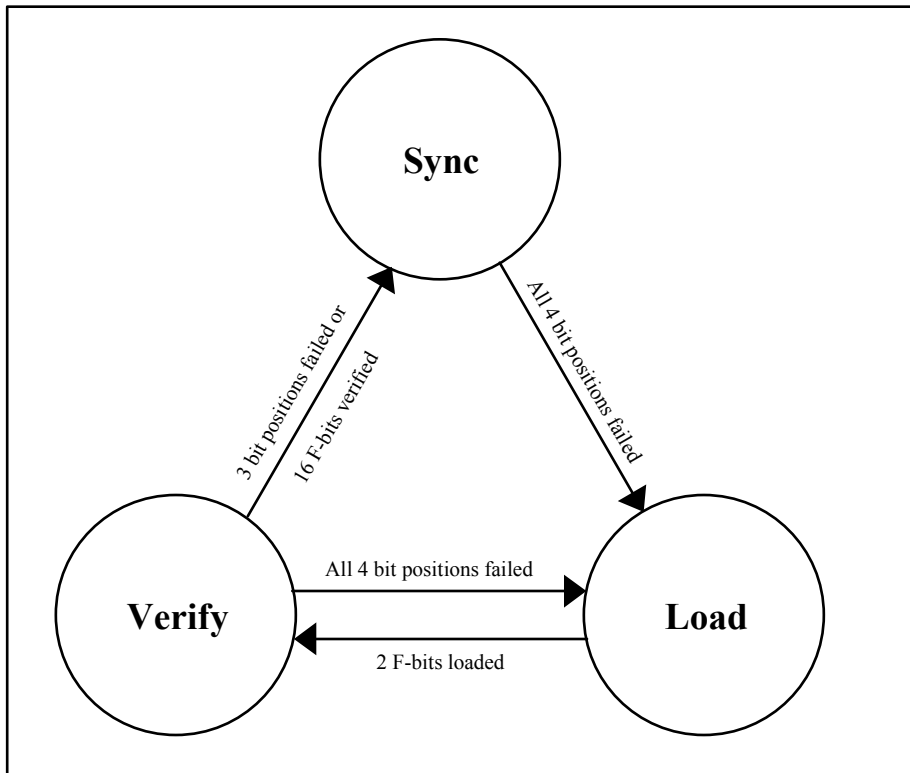 Sync
3 bit positions failed or
16 F-bits verified
All 4 bit positions failed
All 4 bit positions failed
Verify
Load
2 F-bits loaded